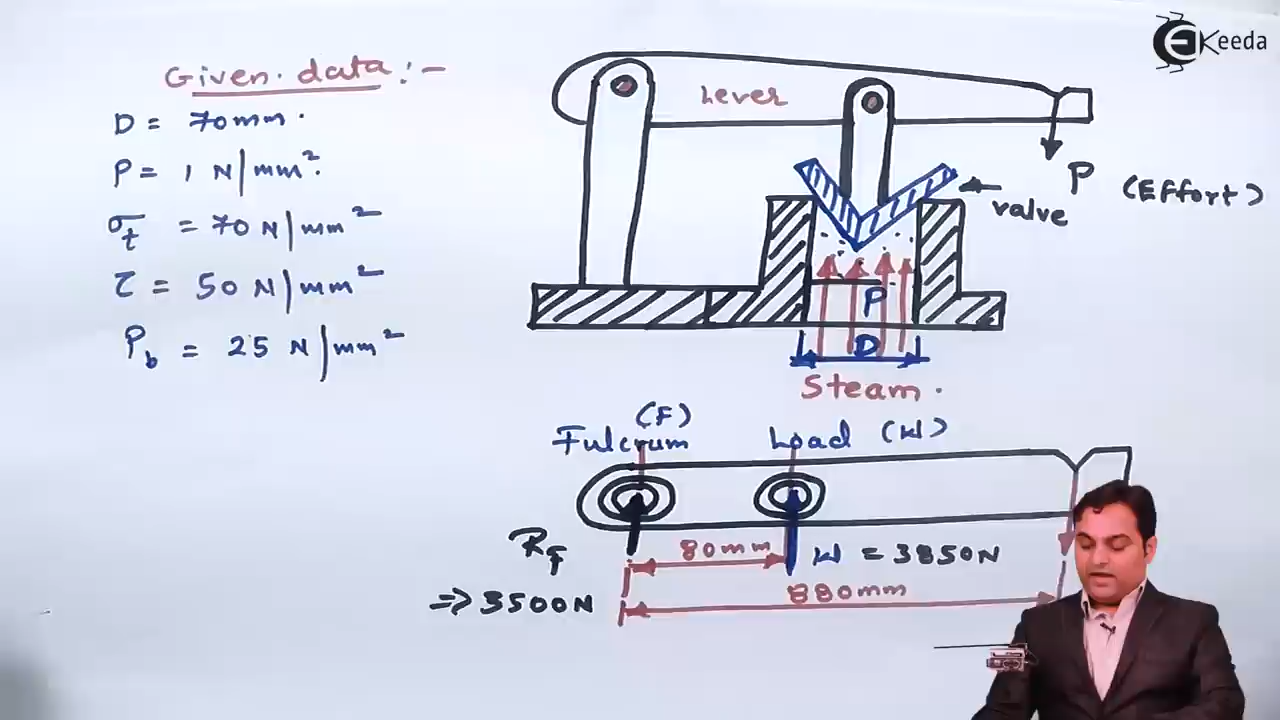 EKeeda
Given data :-
D = 70mm.
P = 1 N/mm².
σt = 70 N/mm²
τ = 50 N/mm²
Pb = 25 N/mm²
Lever
P (Effort)
valve
P
D
Steam.
(F)
Fulcrum
Load (W)
RF
⇒ 3500N
80mm
W = 3850N
880mm